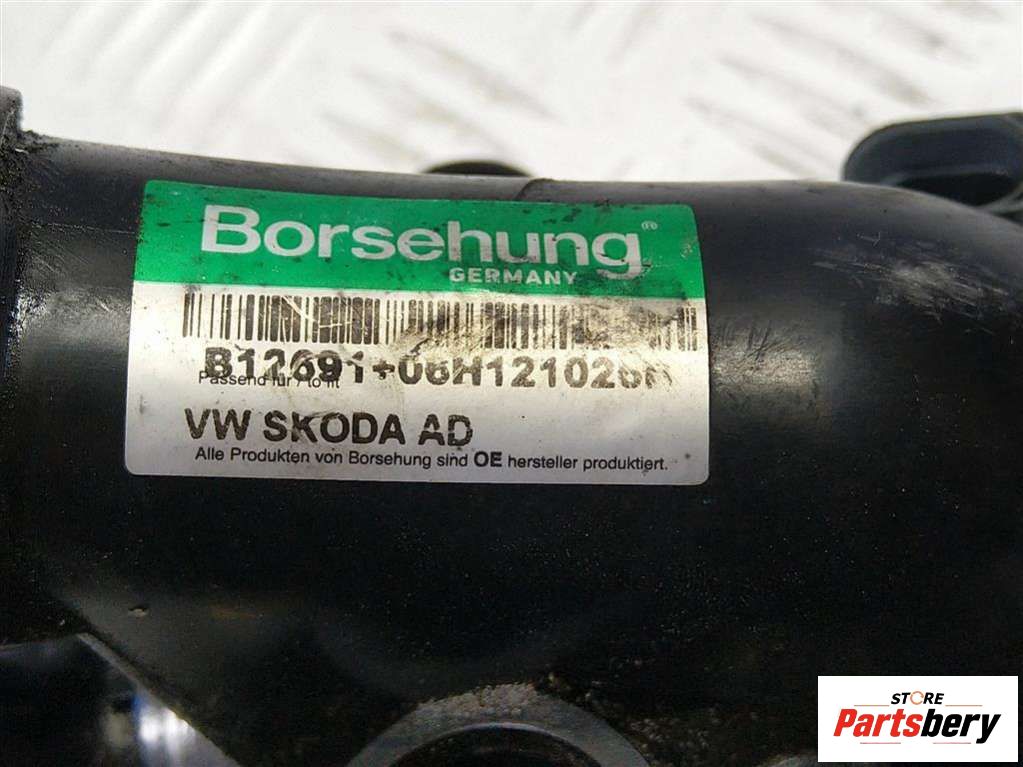 Borsehung®
GERMANY
B12691+06H121026
Passend für / to fit
VW SKODA AD
Alle Produkten von Borsehung sind OE hersteller produktiert.
STORE
Partsbery